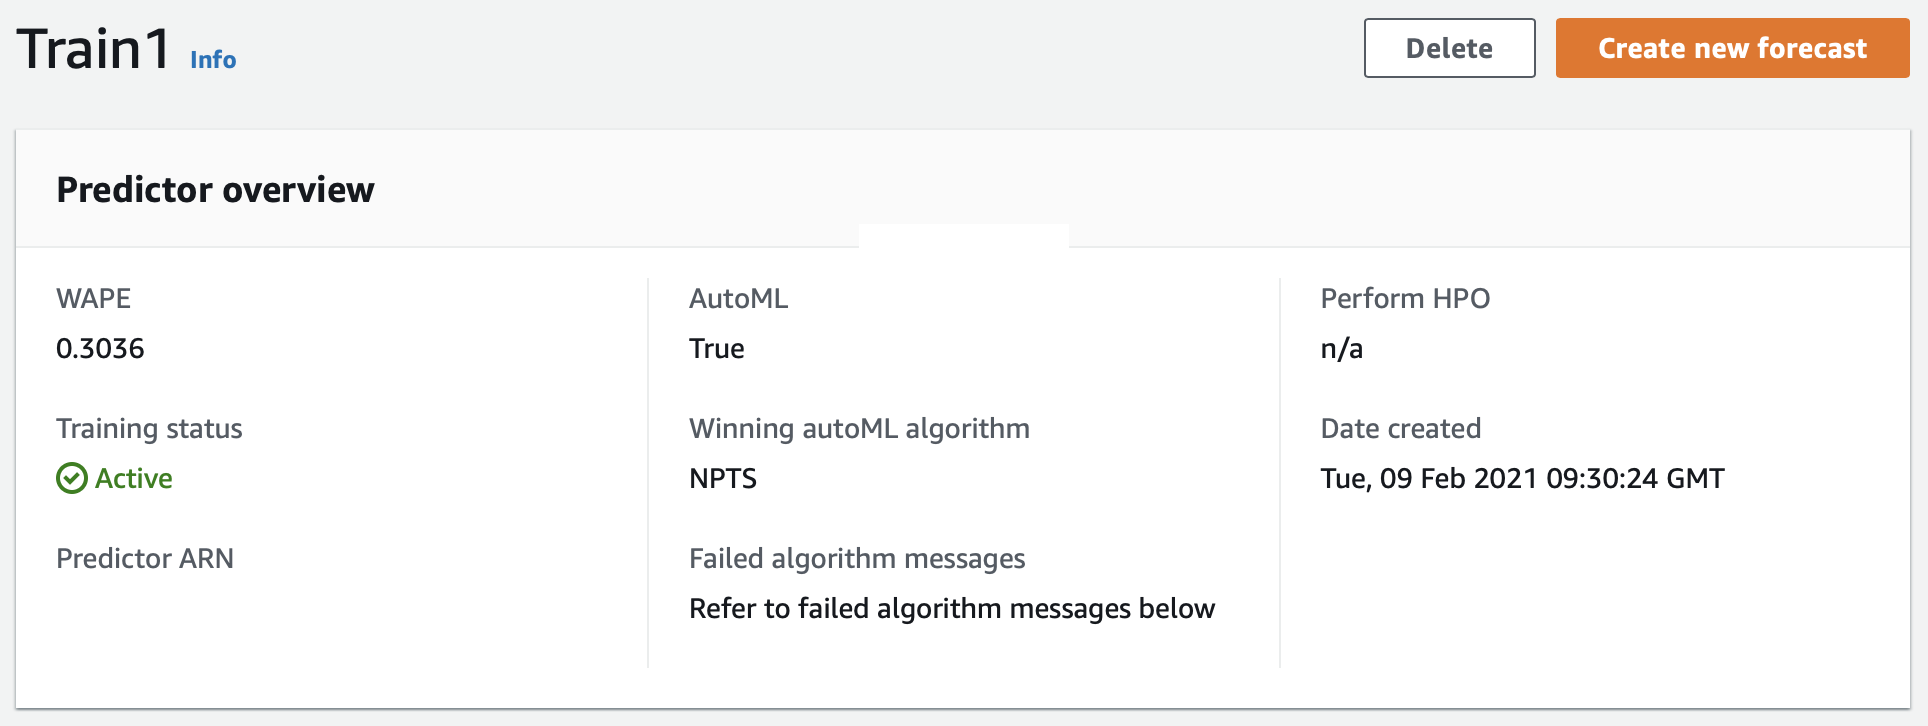 Train1 Info
Delete
Create new forecast
Predictor overview
WAPE
0.3036
Training status
Active
Predictor ARN
AutoML
True
Winning autoML algorithm
NPTS
Failed algorithm messages
Refer to failed algorithm messages below
Perform HPO
n/a
Date created
Tue, 09 Feb 2021 09:30:24 GMT